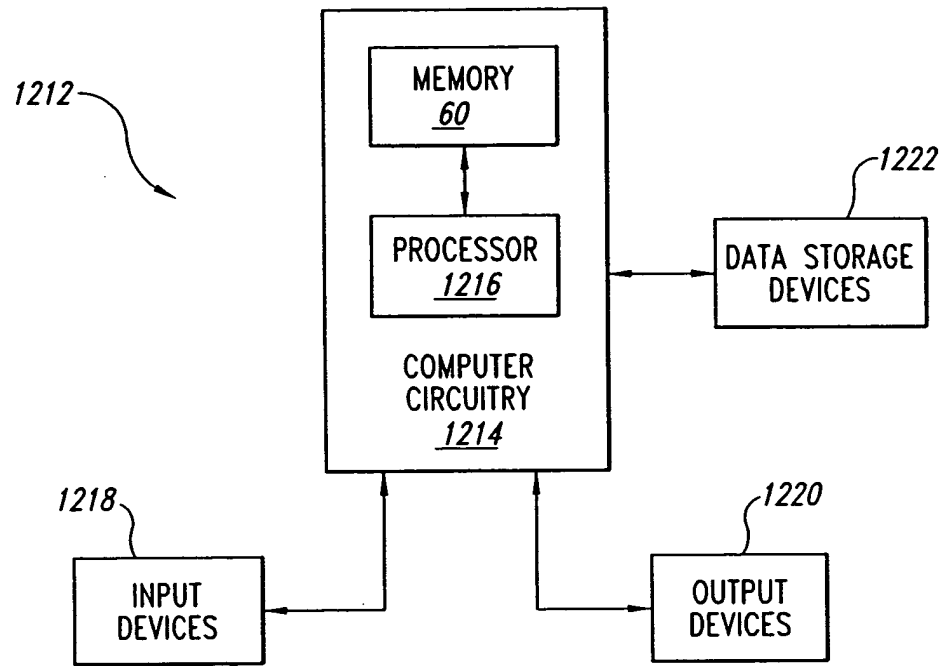 1212
MEMORY
60
PROCESSOR
1216
COMPUTER
CIRCUITRY
1214
1222
DATA STORAGE
DEVICES
1218
INPUT
DEVICES
1220
OUTPUT
DEVICES